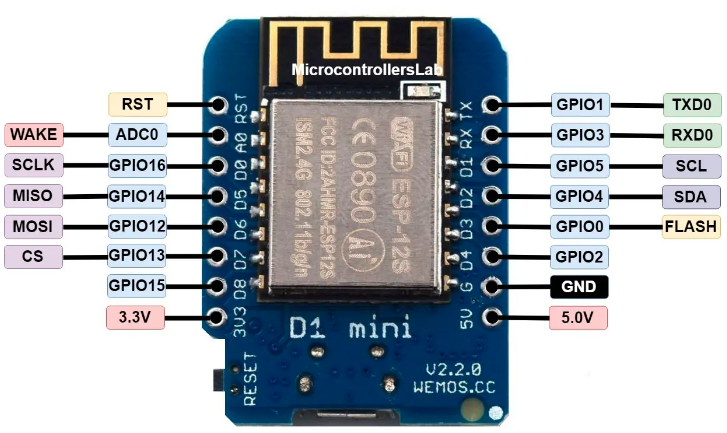 MicrocontrollersLab
RST
WAKE ADC0
SCLK GPIO16
MISO GPIO14
MOSI GPIO12
CS GPIO13
GPIO15
3.3V
RST
A0
D0
D5
D6
D7
D8
3V3
WiFi ESP-12S
CE0890 Ai
FCC ID:2AHMR-ESP12S
ISM2.4G 802.11b/g/n
TX
RX
D1
D2
D3
D4
G
5V
GPIO1 TXD0
GPIO3 RXD0
GPIO5 SCL
GPIO4 SDA
GPIO0 FLASH
GPIO2
GND
5.0V
D1 mini
RESET
V2.2.0
WEMOS.CC